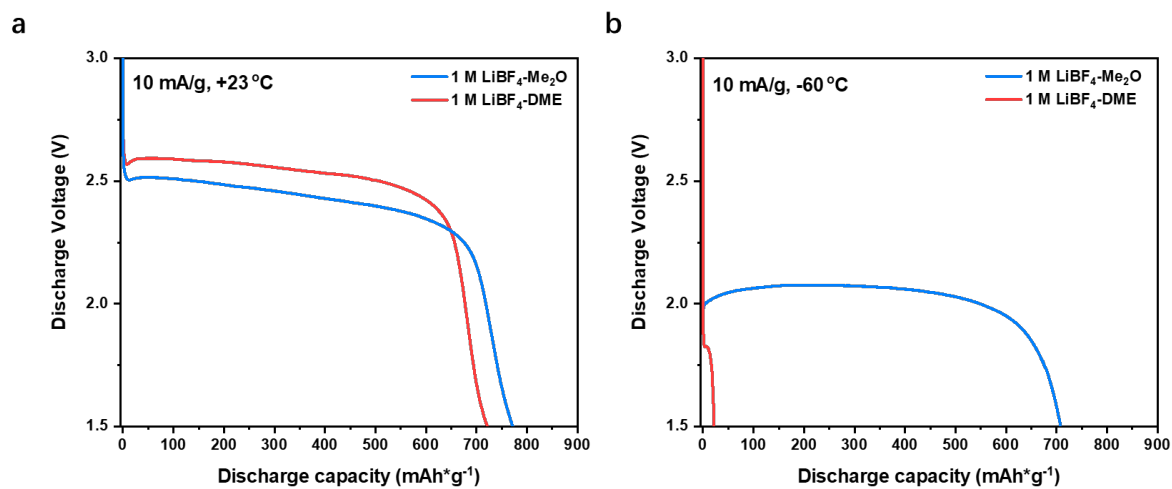 a
10 mA/g, +23 °C
1 M LiBF₄-Me₂O
1 M LiBF₄-DME
3.0
2.5
2.0
1.5
Discharge Voltage (V)
0 100 200 300 400 500 600 700 800 900
Discharge capacity (mAh*g⁻¹)
b
10 mA/g, -60 °C
1 M LiBF₄-Me₂O
1 M LiBF₄-DME
3.0
2.5
2.0
1.5
Discharge Voltage (V)
0 100 200 300 400 500 600 700 800 900
Discharge capacity (mAh*g⁻¹)